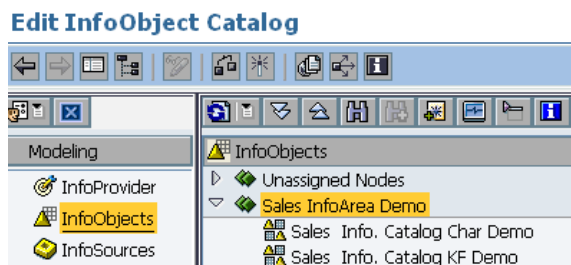 Edit InfoObject Catalog
Modeling
InfoObjects
InfoProvider
Unassigned Nodes
InfoObjects
Sales InfoArea Demo
Sales Info. Catalog Char Demo
InfoSources
Sales Info. Catalog KF Demo